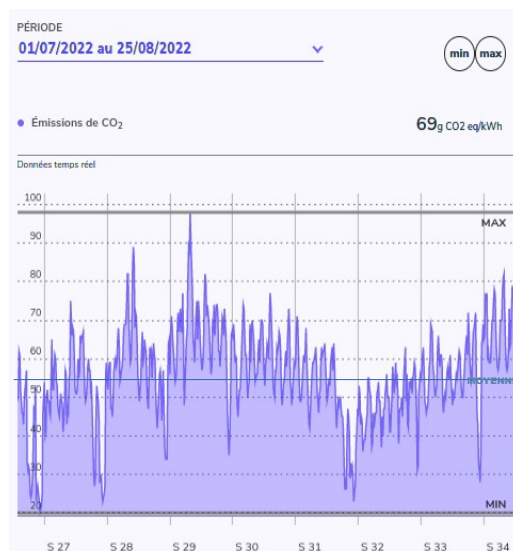 PÉRIODE
01/07/2022 au 25/08/2022
min max
Émissions de CO₂
69g CO2 eq/kWh
Données temps réel
100
MAX
90
80
70
60
50
MOYENNE
40
30
20
MIN
S 27 S 28 S 29 S 30 S 31 S 32 S 33 S 34